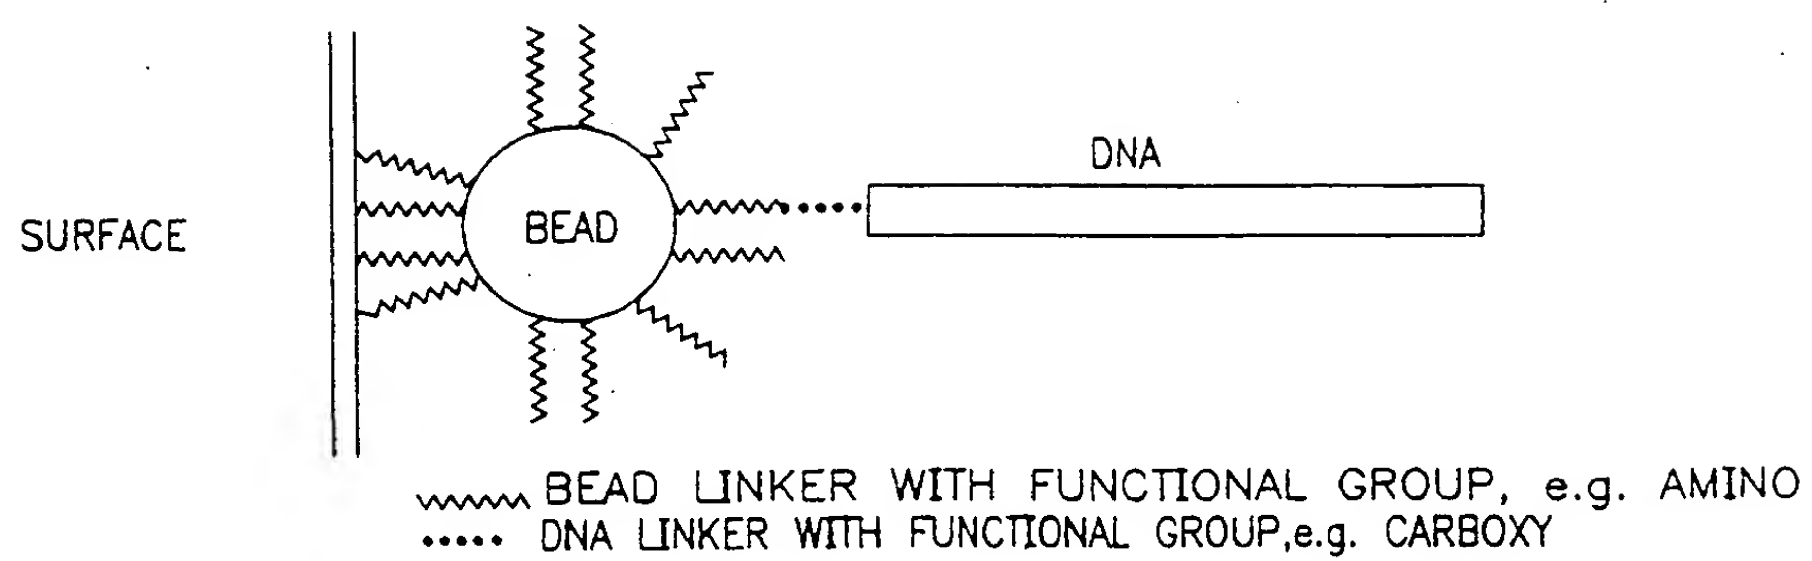 DNA
SURFACE
BEAD
BEAD LINKER WITH FUNCTIONAL GROUP, e.g. AMINO
DNA LINKER WITH FUNCTIONAL GROUP,e.g. CARBOXY